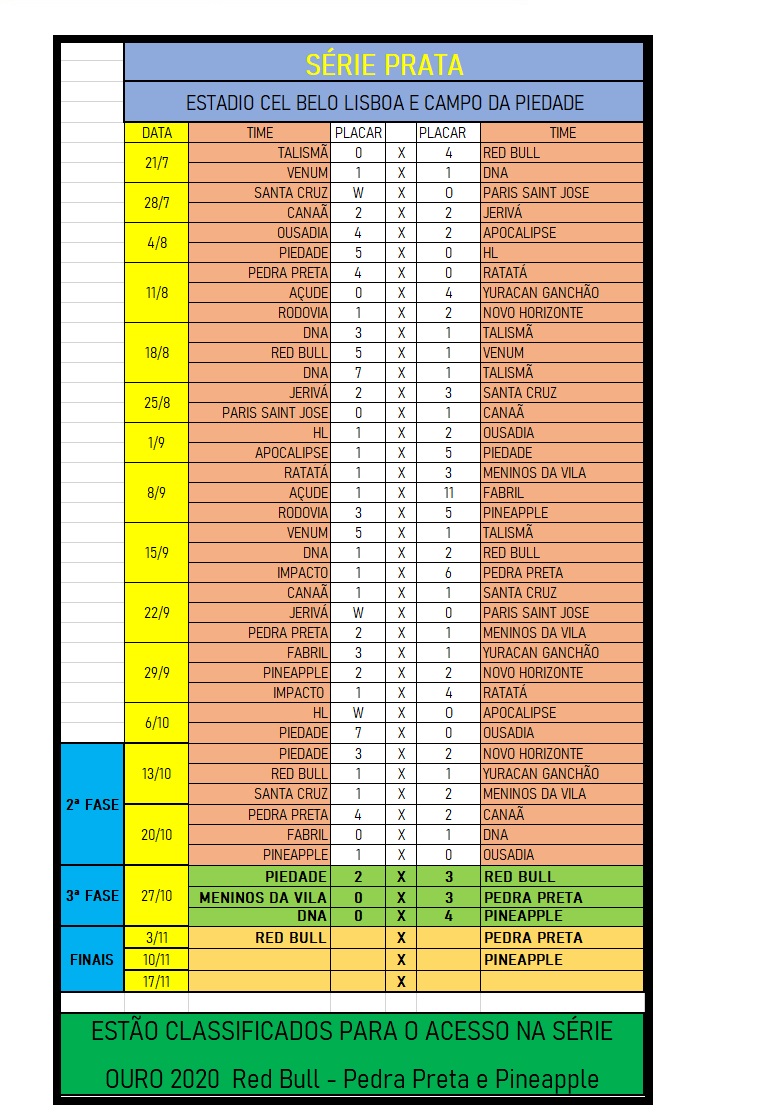 SÉRIE PRATA
ESTADIO CEL BELO LISBOA E CAMPO DA PIEDADE
DATA TIME PLACAR PLACAR TIME
21/7 TALISMÃ 0 X 4 RED BULL
VENUM 1 X 1 DNA
28/7 SANTA CRUZ W X O PARIS SAINT JOSE
CANAÃ 2 X 2 JERIVÁ
4/8 OUSADIA 4 X 2 APOCALIPSE
PIEDADE 5 X 0 HL
11/8 PEDRA PRETA 4 X 0 RATATÁ
AÇUDE 0 X 4 YURACAN GANCHÃO
RODOVIA 1 X 2 NOVO HORIZONTE
18/8 DNA 3 X 1 TALISMÃ
RED BULL 5 X 1 VENUM
DNA 7 X 1 TALISMÃ
25/8 JERIVÁ 2 X 3 SANTA CRUZ
PARIS SAINT JOSE 0 X 1 CANAÃ
1/9 HL 1 X 2 OUSADIA
APOCALIPSE 1 X 5 PIEDADE
8/9 RATATÁ 1 X 3 MENINOS DA VILA
AÇUDE 1 X 11 FABRIL
RODOVIA 3 X 5 PINEAPPLE
15/9 VENUM 5 X 1 TALISMÃ
DNA 1 X 2 RED BULL
IMPACTO 1 X 6 PEDRA PRETA
22/9 CANAÃ 1 X 1 SANTA CRUZ
JERIVÁ W X 0 PARIS SAINT JOSE
PEDRA PRETA 2 X 1 MENINOS DA VILA
29/9 FABRIL 3 X 1 YURACAN GANCHÃO
PINEAPPLE 2 X 2 NOVO HORIZONTE
IMPACTO 1 X 4 RATATÁ
6/10 HL W X O APOCALIPSE
PIEDADE 7 X 0 OUSADIA
2ª FASE 13/10 PIEDADE 3 X 2 NOVO HORIZONTE
RED BULL 1 X 1 YURACAN GANCHÃO
SANTA CRUZ 1 X 2 MENINOS DA VILA
20/10 PEDRA PRETA 4 X 2 CANAÃ
FABRIL 0 X 1 DNA
PINEAPPLE 1 X 0 OUSADIA
3ª FASE 27/10 PIEDADE 2 X 3 RED BULL
MENINOS DA VILA 0 X 3 PEDRA PRETA
DNA 0 X 4 PINEAPPLE
FINAIS 3/11 RED BULL X PEDRA PRETA
10/11 X PINEAPPLE
17/11 X
ESTÃO CLASSIFICADOS PARA O ACESSO NA SÉRIE
OURO 2020 Red Bull - Pedra Preta e Pineapple